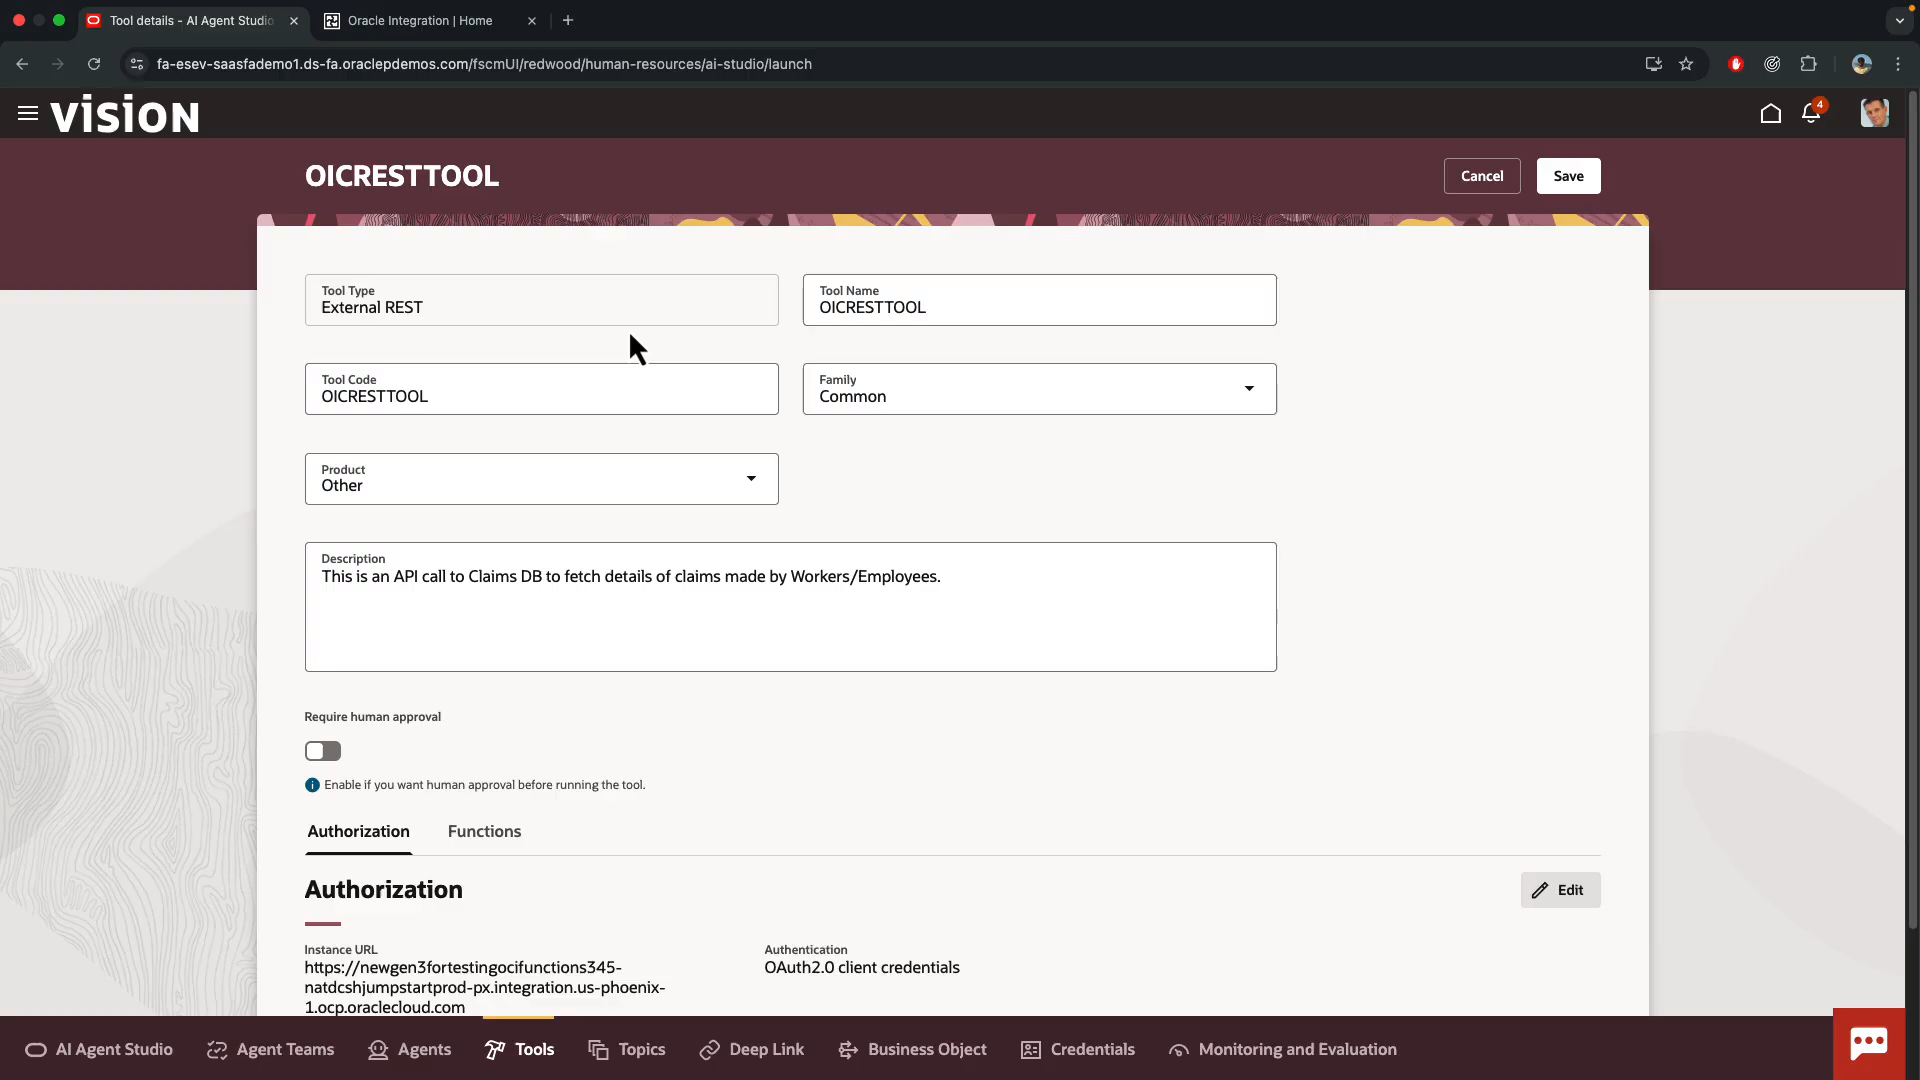 Tool details - AI Agent Studio
Oracle Integration | Home
fa-esev-saasfademo1.ds-fa.oraclepdemos.com/fscmUI/redwood/human-resources/ai-studio/launch
VISION
4
OICRESTTOOL
Cancel
Save
Tool Type
External REST
Tool Name
OICRESTTOOL
Tool Code
OICRESTTOOL
Family
Common
Product
Other
Description
This is an API call to Claims DB to fetch details of claims made by Workers/Employees.
Require human approval
Enable if you want human approval before running the tool.
Authorization
Functions
Authorization
Edit
Instance URL
https://newgen3fortestingocifunctions345-
natdcshjumpstartprod-px.integration.us-phoenix-
1.ocp.oraclecloud.com
Authentication
OAuth2.0 client credentials
AI Agent Studio
Agent Teams
Agents
Tools
Topics
Deep Link
Business Object
Credentials
Monitoring and Evaluation